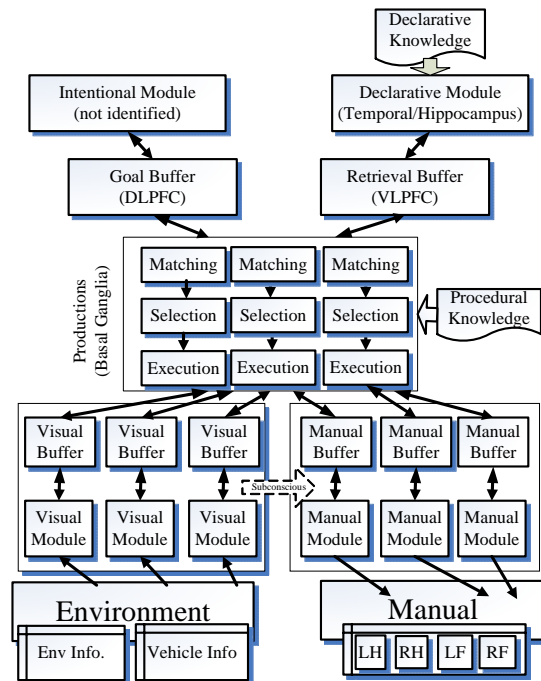 Declarative
Knowledge
Intentional Module
(not identified)
Declarative Module
(Temporal/Hippocampus)
Goal Buffer
(DLPFC)
Retrieval Buffer
(VLPFC)
Productions
(Basal Ganglia)
Matching
Matching
Matching
Selection
Selection
Selection
Execution
Execution
Execution
Procedural
Knowledge
Visual
Buffer
Visual
Buffer
Visual
Buffer
Manual
Buffer
Manual
Buffer
Manual
Buffer
Subconscious
Visual
Module
Visual
Module
Visual
Module
Manual
Module
Manual
Module
Manual
Module
Environment
Env Info.
Vehicle Info
Manual
LH
RH
LF
RF